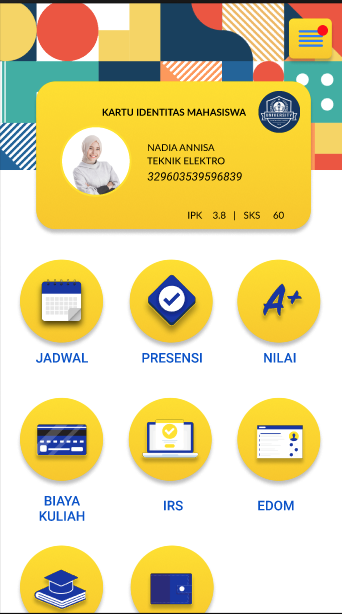 KARTU IDENTITAS MAHASISWA
UNIVERSITY
NADIA ANNISA
TEKNIK ELEKTRO
329603539596839
IPK 3.8 | SKS 60
A+
JADWAL
PRESENSI
NILAI
BIAYA
KULIAH
IRS
EDOM